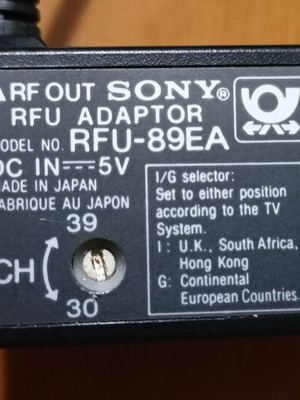 RF OUT SONY®
RFU ADAPTOR
MODEL NO. RFU-89EA
DC IN ⎓ 5V
MADE IN JAPAN
FABRIQUE AU JAPON
39
CH
30
I/G selector:
Set to either position
according to the TV
System.
I : U.K., South Africa,
Hong Kong
G: Continental
European Countries.